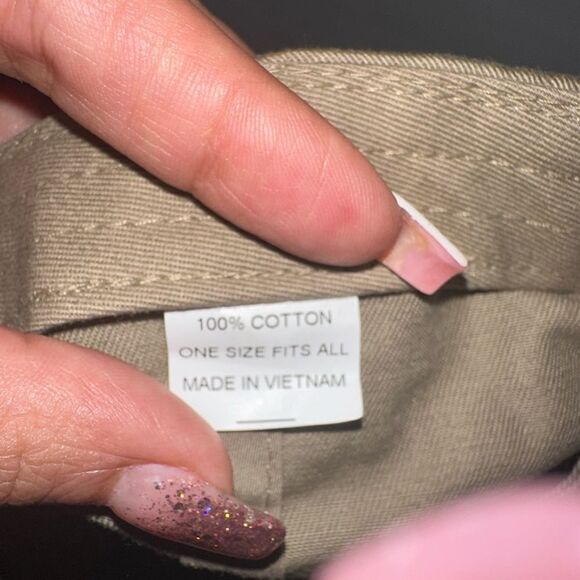 100% COTTON
ONE SIZE FITS ALL
MADE IN VIETNAM